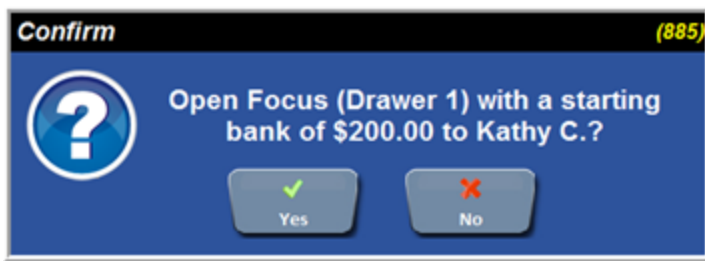 Confirm (885)
Open Focus (Drawer 1) with a starting
bank of $200.00 to Kathy C.?
Yes No